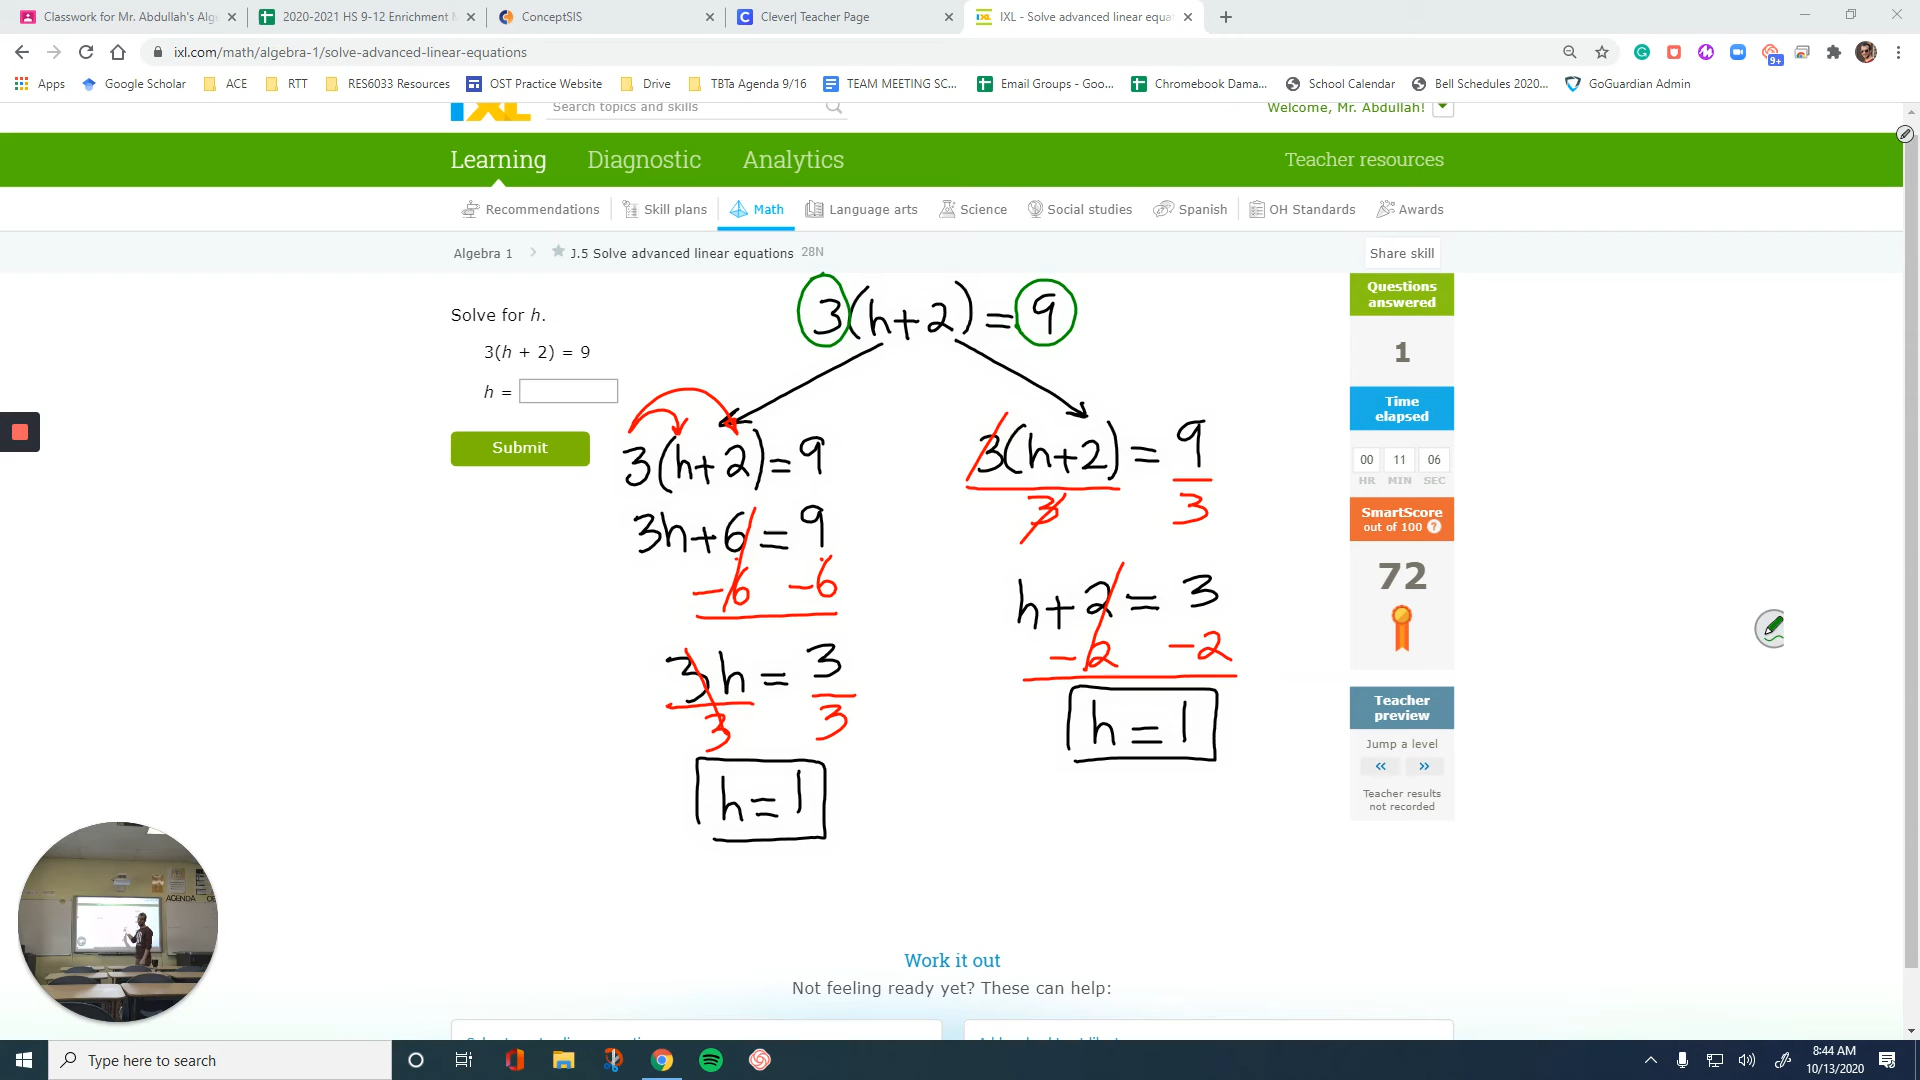 Classwork for Mr. Abdullah's Alg
2020-2021 HS 9-12 Enrichment M
ConceptSIS
Clever| Teacher Page
IXL - Solve advanced linear equa
ixl.com/math/algebra-1/solve-advanced-linear-equations
9+
Apps
Google Scholar
ACE
RTT
RES6033 Resources
OST Practice Website
Drive
TBTa Agenda 9/16
TEAM MEETING SC...
Email Groups - Goo...
Chromebook Dama...
School Calendar
Bell Schedules 2020...
GoGuardian Admin
IXL
Search topics and skills
Welcome, Mr. Abdullah!
Learning
Diagnostic
Analytics
Teacher resources
Recommendations
Skill plans
Math
Language arts
Science
Social studies
Spanish
OH Standards
Awards
Algebra 1
J.5 Solve advanced linear equations 28N
Share skill
Solve for h.
3(h + 2) = 9
h =
Submit
3(h+2)=9
3(h+2)=9
3h+6=9
-6 -6
3h=3
3 3
h=1
3(h+2)=9
3 3
h+2=3
-2 -2
h=1
Questions
answered
1
Time
elapsed
00 11 06
HR MIN SEC
SmartScore
out of 100 ?
72
Teacher
preview
Jump a level
<< >>
Teacher results
not recorded
AGENDA
Work it out
Not feeling ready yet? These can help:
Type here to search
8:44 AM
10/13/2020